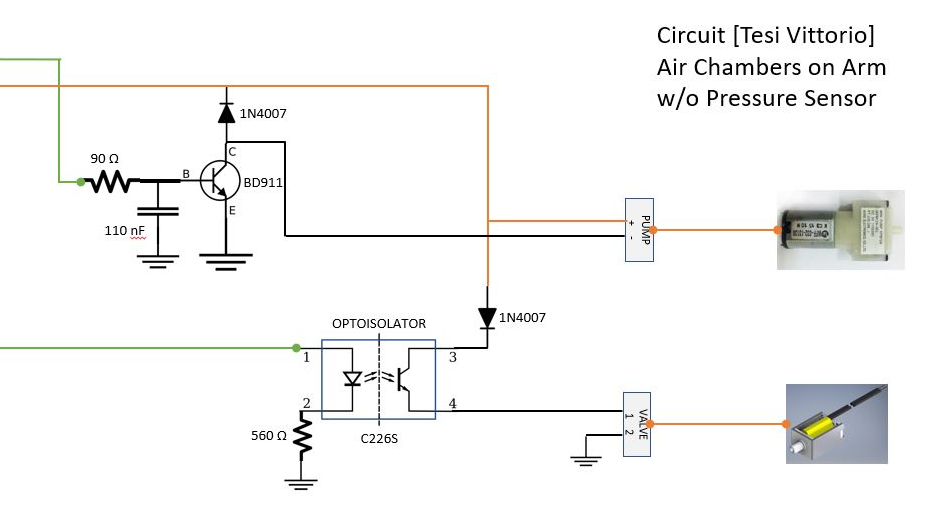 Circuit [Tesi Vittorio]
Air Chambers on Arm
w/o Pressure Sensor
1N4007
C
90 Ω
B
BD911
E
110 nF
+
-
PUMP
1N4007
OPTOISOLATOR
1
3
2
4
560 Ω
C226S
1
2
VALVE